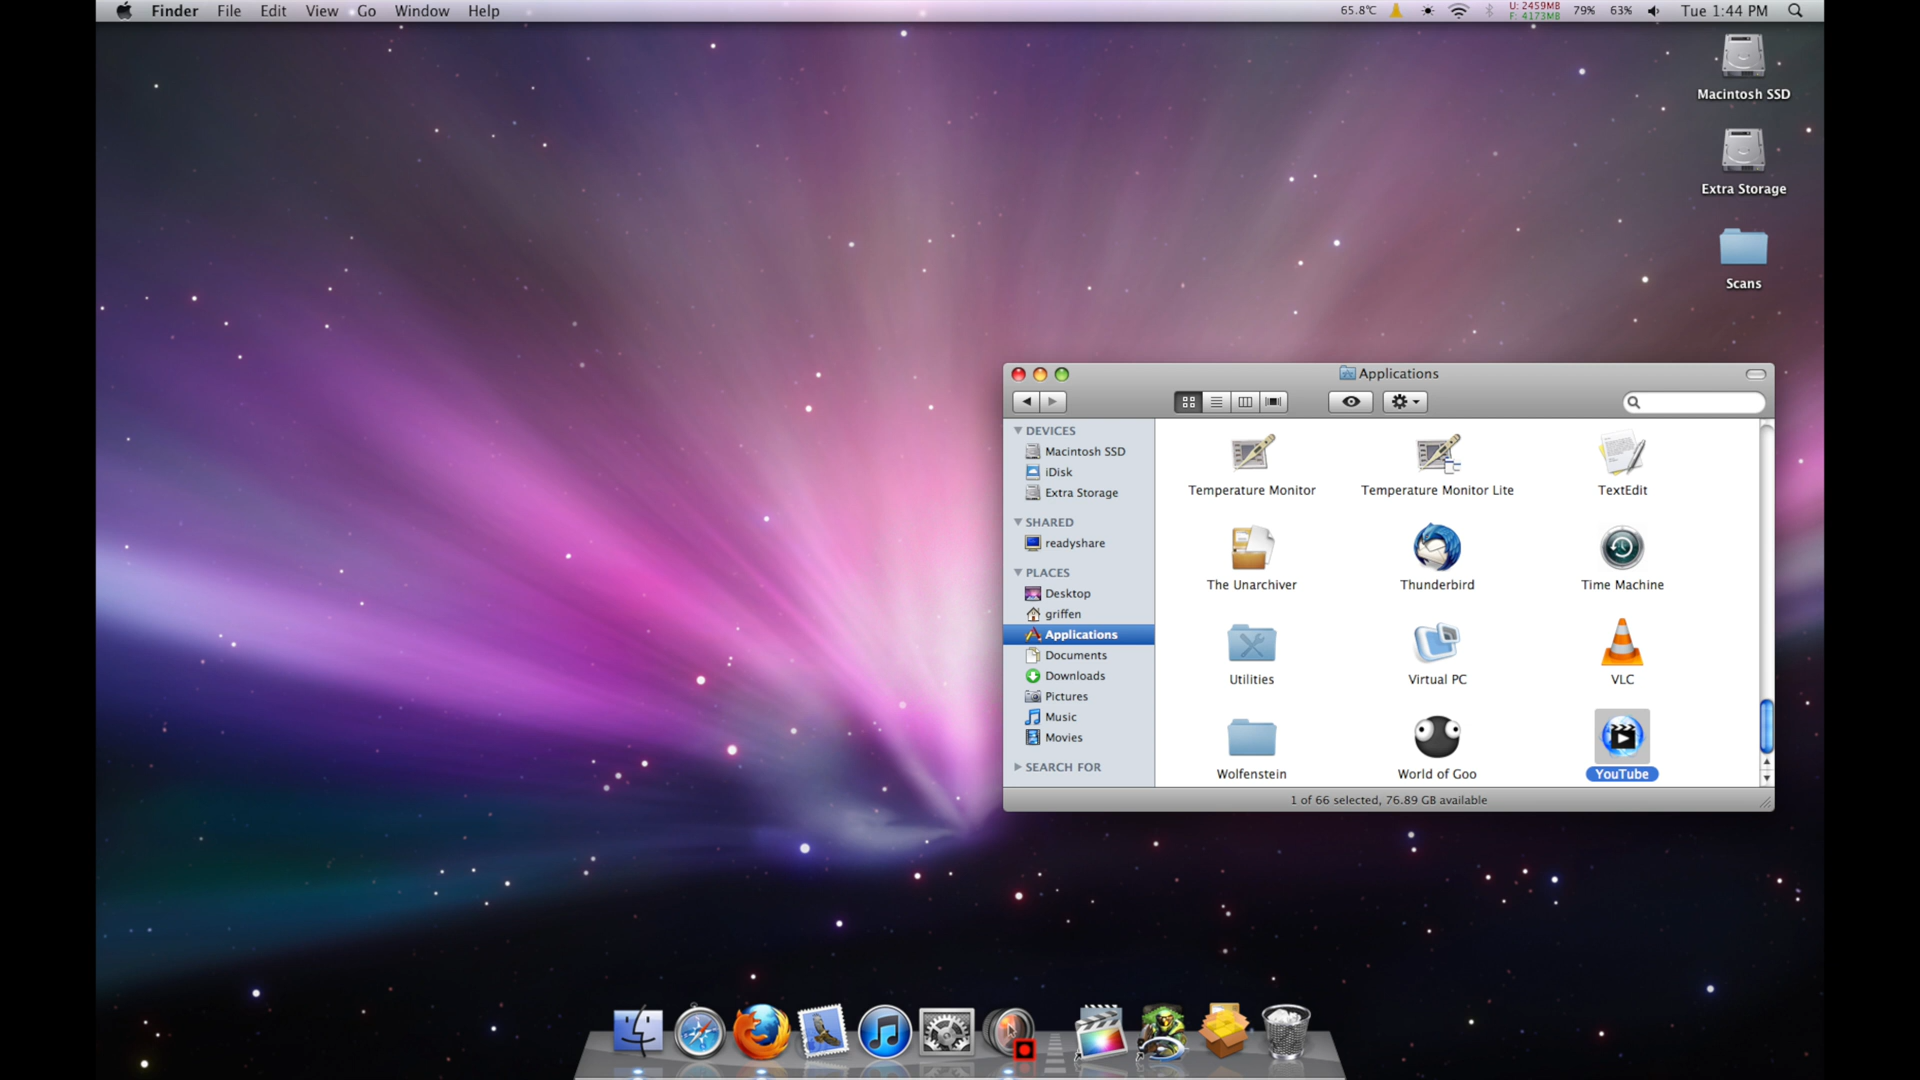 Finder File Edit View Go Window Help
65.8℃ U: 2459MB F: 4173MB 79% 63% Tue 1:44 PM
Macintosh SSD
Extra Storage
Scans
Applications
DEVICES
Macintosh SSD
iDisk
Extra Storage
SHARED
readyshare
PLACES
Desktop
griffen
Applications
Documents
Downloads
Pictures
Music
Movies
SEARCH FOR
Temperature Monitor Temperature Monitor Lite TextEdit
The Unarchiver Thunderbird Time Machine
Utilities Virtual PC VLC
Wolfenstein World of Goo YouTube
1 of 66 selected, 76.89 GB available